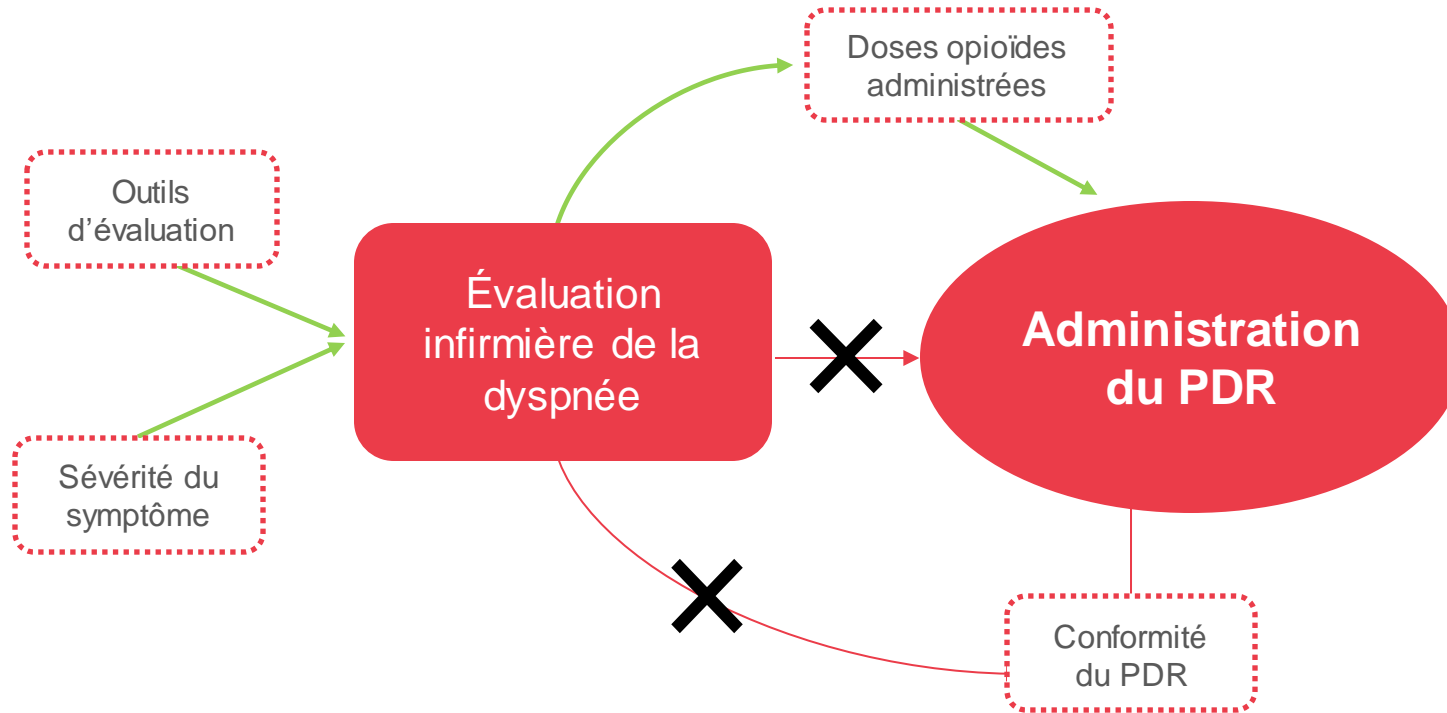 Doses opioïdes
administrées
Outils
d’évaluation
Évaluation
infirmière de la
dyspnée
Administration
du PDR
Sévérité du
symptôme
Conformité
du PDR